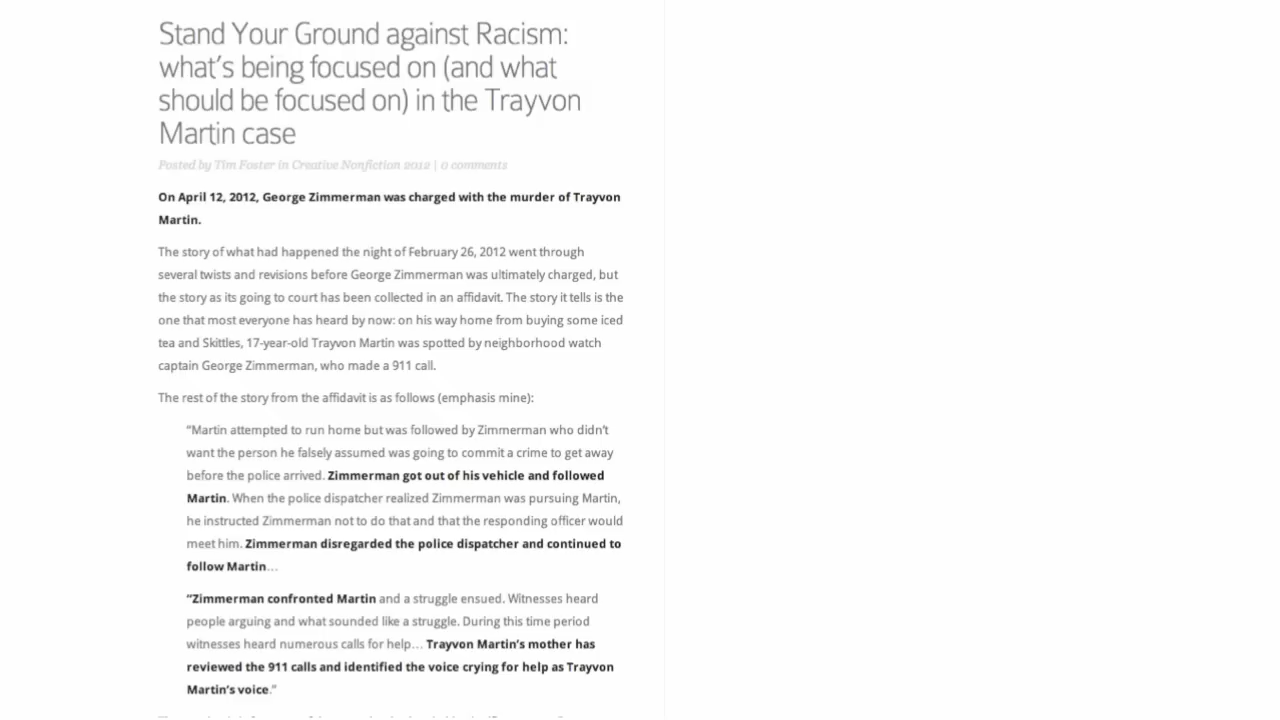 Stand Your Ground against Racism:
what's being focused on (and what
should be focused on) in the Trayvon
Martin case
Posted by Tim Foster in Creative Nonfiction 2012 | 0 comments
On April 12, 2012, George Zimmerman was charged with the murder of Trayvon
Martin.
The story of what had happened the night of February 26, 2012 went through
several twists and revisions before George Zimmerman was ultimately charged, but
the story as its going to court has been collected in an affidavit. The story it tells is the
one that most everyone has heard by now: on his way home from buying some iced
tea and Skittles, 17-year-old Trayvon Martin was spotted by neighborhood watch
captain George Zimmerman, who made a 911 call.
The rest of the story from the affidavit is as follows (emphasis mine):
“Martin attempted to run home but was followed by Zimmerman who didn’t
want the person he falsely assumed was going to commit a crime to get away
before the police arrived. Zimmerman got out of his vehicle and followed
Martin. When the police dispatcher realized Zimmerman was pursuing Martin,
he instructed Zimmerman not to do that and that the responding officer would
meet him. Zimmerman disregarded the police dispatcher and continued to
follow Martin…
“Zimmerman confronted Martin and a struggle ensued. Witnesses heard
people arguing and what sounded like a struggle. During this time period
witnesses heard numerous calls for help… Trayvon Martin’s mother has
reviewed the 911 calls and identified the voice crying for help as Trayvon
Martin’s voice.”